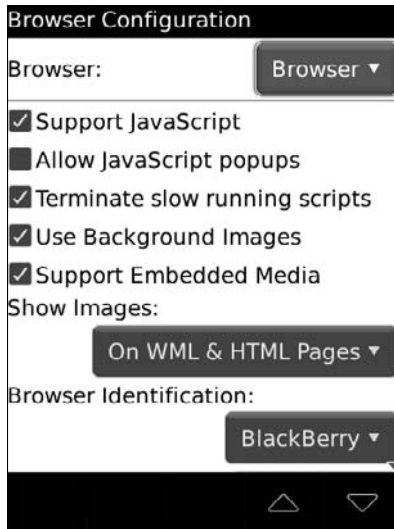 Browser Configuration
Browser: Browser
Support JavaScript
Allow JavaScript popups
Terminate slow running scripts
Use Background Images
Support Embedded Media
Show Images:
On WML & HTML Pages
Browser Identification:
BlackBerry